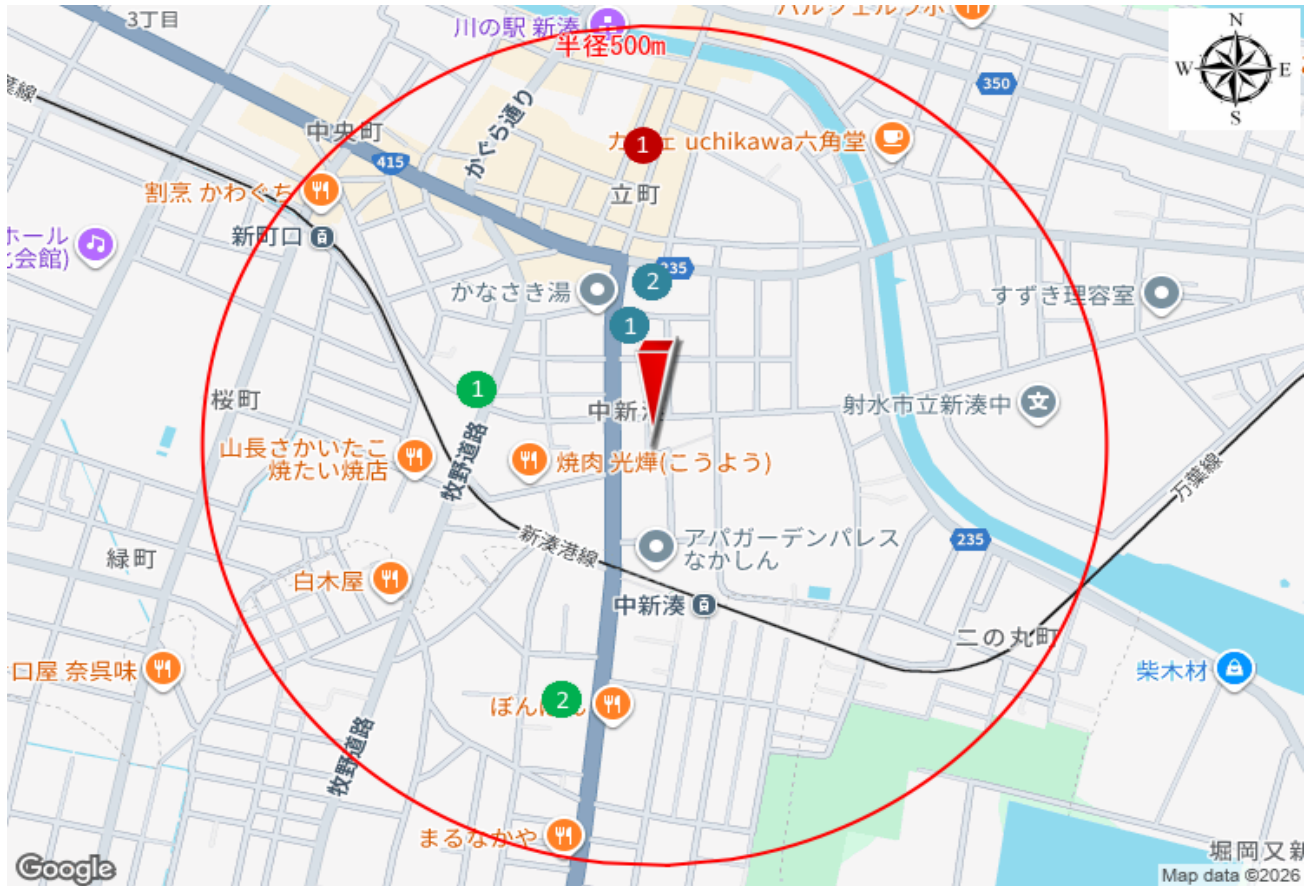 3丁目
川の駅 新湊
半径500m
N
W
E
S
350
かぐら通り
中央町
415
uchikawa六角堂
1
立町
割烹 かわぐち
新町口
ホール
かなさき湯
2
235
すずき理容室
1
1
桜町
中新湊
射水市立新湊中
山長さかいたこ
焼たい焼店
牧野道路
焼肉 光燁(こうよう)
万葉線
新湊港線
アパガーデンパレス
なかしん
235
緑町
白木屋
中新湊
二の丸町
口屋 奈呉味
柴木材
2
牧野道路
まるなかや
堀岡又新
Google
Map data ©2026